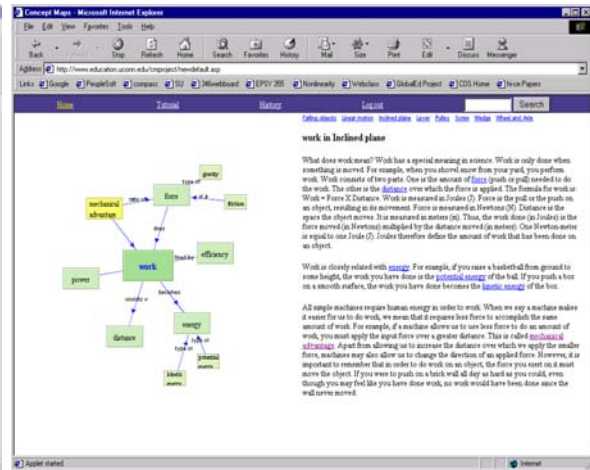 Concept Maps - Microsoft Internet Explorer
File Edit View Favorites Tools Help
Back Stop Refresh Home Search Favorites History Mail Size Print Edit Discuss Messenger
Address http://www.education.uconn.edu/cnproject/newdefault.asp
Links Google PeopleSoft compass SU 348webboard EPSY 355 Nonlinearity Webclass GlobalEd Project COS Home fec
Home Tutorial History Logout Search
Falling objects Linear motion Inclined plane Lever Pulley Screw Wedge Wheel and Axle
work in Inclined plane
What does work mean? Work has a special meaning in science. Work is only done when
something is moved. For example, when you shovel snow from your yard, you perform
work. Work consists of two parts. One is the amount of force (push or pull) needed to do
the work. The other is the distance over which the force is applied. The formula for work is:
Work = Force X Distance. Work is measured in Joules (J). Force is the pull or the push on
an object, resulting in its movement. Force is measured in Newtons (N). Distance is the
space the object moves. It is measured in meters (m). Thus, the work done (in Joules) is the
force moved (in Newtons) multiplied by the distance moved (in meters). One Newton-meter
is equal to one Joule (J). Joules therefore define the amount of work that has been done on
an object.
Work is closely related with energy. For example, if you raise a basketball from ground to
some height, the work you have done is the potential energy of the ball. If you push a box
on a smooth surface, the work you have done becomes the kinetic energy of the box.
All simple machines require human energy in order to work. When we say a machine makes
it easier for us to do work, we mean that it requires less force to accomplish the same
amount of work. For example, if a machine allows us to use less force to do an amount of
work, you must apply the input force over a greater distance. This is called mechanical
advantage. Apart from allowing us to increase the distance over which we apply the smaller
force, machines may also allow us to change the direction of an applied force. However, it is
important to remember that in order to do work on an object, the force you exert on it must
move the object. If you were to push on a brick wall all day as hard as you could, even
though you may feel like you have done work, no work would have been done since the
wall never moved.
gravity
type of
force
is a
friction
mechanical
advantage
ratio of
does
work
efficiency
power
becomes
distance
energy
type of
type of
potential
energy
kinetic
energy
Applet started.
Internet